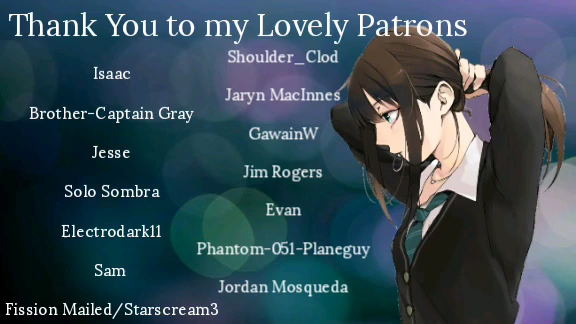 Thank You to my Lovely Patrons
Isaac
Brother-Captain Gray
Jesse
Solo Sombra
Electrodark11
Sam
Fission Mailed/Starscream3
Shoulder_Clod
Jaryn MacInnes
GawainW
Jim Rogers
Evan
Phantom-051-Planeguy
Jordan Mosqueda